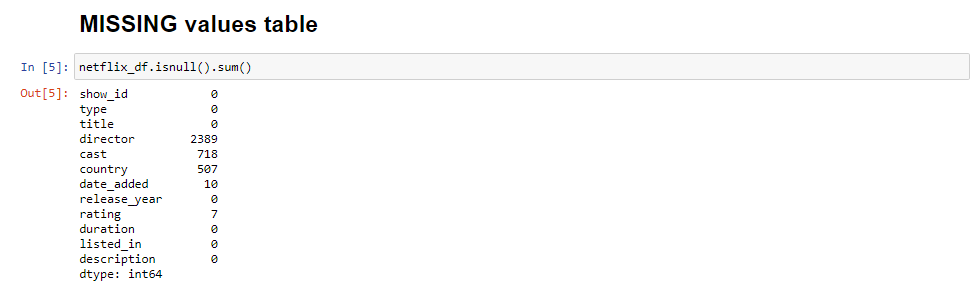 MISSING values table
In [5]: netflix_df.isnull().sum()
Out[5]: show_id 0
type 0
title 0
director 2389
cast 718
country 507
date_added 10
release_year 0
rating 7
duration 0
listed_in 0
description 0
dtype: int64